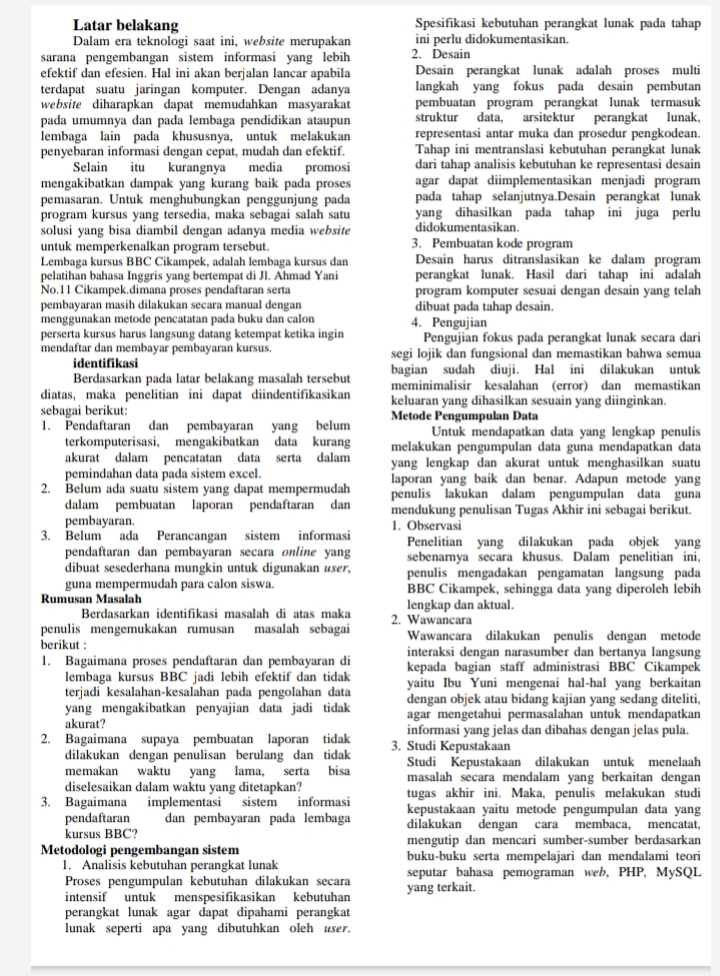 Latar belakang
Dalam era teknologi saat ini, website merupakan
sarana pengembangan sistem informasi yang lebih
efektif dan efesien. Hal ini akan berjalan lancar apabila
terdapat suatu jaringan komputer. Dengan adanya
website diharapkan dapat memudahkan masyarakat
pada umumnya dan pada lembaga pendidikan ataupun
lembaga lain pada khususnya, untuk melakukan
penyebaran informasi dengan cepat, mudah dan efektif.
Selain itu kurangnya media promosi
mengakibatkan dampak yang kurang baik pada proses
pemasaran. Untuk menghubungkan penggunjung pada
program kursus yang tersedia, maka sebagai salah satu
solusi yang bisa diambil dengan adanya media website
untuk memperkenalkan program tersebut.
Lembaga kursus BBC Cikampek, adalah lembaga kursus dan
pelatihan bahasa Inggris yang bertempat di Jl. Ahmad Yani
No.11 Cikampek.dimana proses pendaftaran serta
pembayaran masih dilakukan secara manual dengan
menggunakan metode pencatatan pada buku dan calon
perserta kursus harus langsung datang ketempat ketika ingin
mendaftar dan membayar pembayaran kursus.
identifikasi
Berdasarkan pada latar belakang masalah tersebut
diatas, maka penelitian ini dapat diindentifikasikan
sebagai berikut:
1. Pendaftaran dan pembayaran yang belum
terkomputerisasi, mengakibatkan data kurang
akurat dalam pencatatan data serta dalam
pemindahan data pada sistem excel.
2. Belum ada suatu sistem yang dapat mempermudah
dalam pembuatan laporan pendaftaran dan
pembayaran.
3. Belum ada Perancangan sistem informasi
pendaftaran dan pembayaran secara online yang
dibuat sesederhana mungkin untuk digunakan user,
guna mempermudah para calon siswa.
Rumusan Masalah
Berdasarkan identifikasi masalah di atas maka
penulis mengemukakan rumusan masalah sebagai
berikut :
1. Bagaimana proses pendaftaran dan pembayaran di
lembaga kursus BBC jadi lebih efektif dan tidak
terjadi kesalahan-kesalahan pada pengolahan data
yang mengakibatkan penyajian data jadi tidak
akurat?
2. Bagaimana supaya pembuatan laporan tidak
dilakukan dengan penulisan berulang dan tidak
memakan waktu yang lama, serta bisa
diselesaikan dalam waktu yang ditetapkan?
3. Bagaimana implementasi sistem informasi
pendaftaran dan pembayaran pada lembaga
kursus BBC?
Metodologi pengembangan sistem
1. Analisis kebutuhan perangkat lunak
Proses pengumpulan kebutuhan dilakukan secara
intensif untuk menspesifikasikan kebutuhan
perangkat lunak agar dapat dipahami perangkat
lunak seperti apa yang dibutuhkan oleh user.
Spesifikasi kebutuhan perangkat lunak pada tahap
ini perlu didokumentasikan.
2. Desain
Desain perangkat lunak adalah proses multi
langkah yang fokus pada desain pembutan
pembuatan program perangkat lunak termasuk
struktur data, arsitektur perangkat lunak,
representasi antar muka dan prosedur pengkodean.
Tahap ini mentranslasi kebutuhan perangkat lunak
dari tahap analisis kebutuhan ke representasi desain
agar dapat diimplementasikan menjadi program
pada tahap selanjutnya.Desain perangkat lunak
yang dihasilkan pada tahap ini juga perlu
didokumentasikan.
3. Pembuatan kode program
Desain harus ditranslasikan ke dalam program
perangkat lunak. Hasil dari tahap ini adalah
program komputer sesuai dengan desain yang telah
dibuat pada tahap desain.
4. Pengujian
Pengujian fokus pada perangkat lunak secara dari
segi lojik dan fungsional dan memastikan bahwa semua
bagian sudah diuji. Hal ini dilakukan untuk
meminimalisir kesalahan (error) dan memastikan
keluaran yang dihasilkan sesuain yang diinginkan.
Metode Pengumpulan Data
Untuk mendapatkan data yang lengkap penulis
melakukan pengumpulan data guna mendapatkan data
yang lengkap dan akurat untuk menghasilkan suatu
laporan yang baik dan benar. Adapun metode yang
penulis lakukan dalam pengumpulan data guna
mendukung penulisan Tugas Akhir ini sebagai berikut.
1. Observasi
Penelitian yang dilakukan pada objek yang
sebenarnya secara khusus. Dalam penelitian ini,
penulis mengadakan pengamatan langsung pada
BBC Cikampek, sehingga data yang diperoleh lebih
lengkap dan aktual.
2. Wawancara
Wawancara dilakukan penulis dengan metode
interaksi dengan narasumber dan bertanya langsung
kepada bagian staff administrasi BBC Cikampek
yaitu Ibu Yuni mengenai hal-hal yang berkaitan
dengan objek atau bidang kajian yang sedang diteliti,
agar mengetahui permasalahan untuk mendapatkan
informasi yang jelas dan dibahas dengan jelas pula.
3. Studi Kepustakaan
Studi Kepustakaan dilakukan untuk menelaah
masalah secara mendalam yang berkaitan dengan
tugas akhir ini. Maka, penulis melakukan studi
kepustakaan yaitu metode pengumpulan data yang
dilakukan dengan cara membaca, mencatat,
mengutip dan mencari sumber-sumber berdasarkan
buku-buku serta mempelajari dan mendalami teori
seputar bahasa pemograman web, PHP, MySQL
yang terkait.